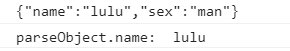 {"name":"lulu","sex":"man"}
parseObject.name:  lulu